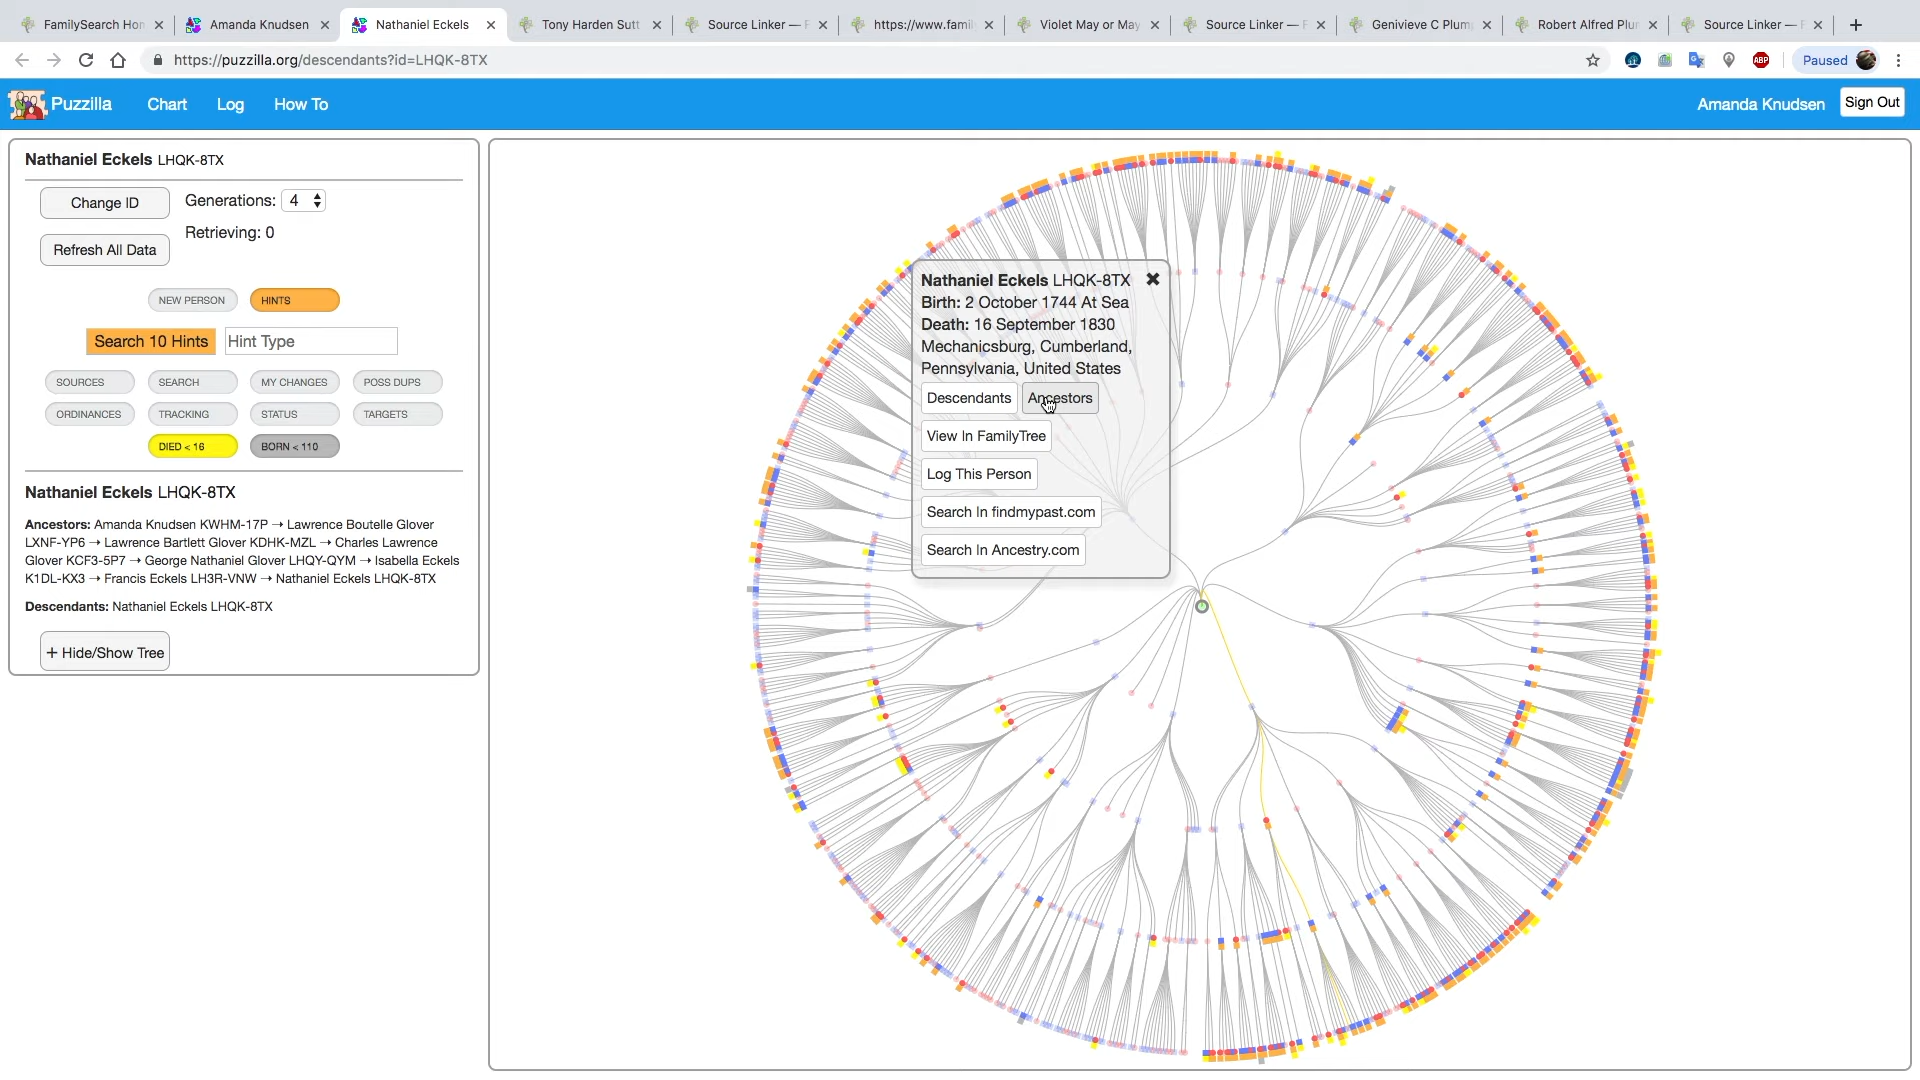 FamilySearch Hom
Amanda Knudsen
Nathaniel Eckels
Tony Harden Sutt
Source Linker — F
https://www.famil
Violet May or May
Source Linker — F
Genivieve C Plum
Robert Alfred Plum
Source Linker — F
https://puzzilla.org/descendants?id=LHQK-8TX
ABP
Paused
Puzzilla
Chart
Log
How To
Amanda Knudsen
Sign Out
Nathaniel Eckels LHQK-8TX
Change ID
Generations: 4
Retrieving: 0
Refresh All Data
NEW PERSON
HINTS
Search 10 Hints
Hint Type
SOURCES
SEARCH
MY CHANGES
POSS DUPS
ORDINANCES
TRACKING
STATUS
TARGETS
DIED < 16
BORN < 110
Nathaniel Eckels LHQK-8TX
Ancestors: Amanda Knudsen KWHM-17P → Lawrence Boutelle Glover
LXNF-YP6 → Lawrence Bartlett Glover KDHK-MZL → Charles Lawrence
Glover KCF3-5P7 → George Nathaniel Glover LHQY-QYM → Isabella Eckels
K1DL-KX3 → Francis Eckels LH3R-VNW → Nathaniel Eckels LHQK-8TX
Descendants: Nathaniel Eckels LHQK-8TX
+ Hide/Show Tree
Nathaniel Eckels LHQK-8TX
Birth: 2 October 1744 At Sea
Death: 16 September 1830
Mechanicsburg, Cumberland,
Pennsylvania, United States
Descendants
Ancestors
View In FamilyTree
Log This Person
Search In findmypast.com
Search In Ancestry.com